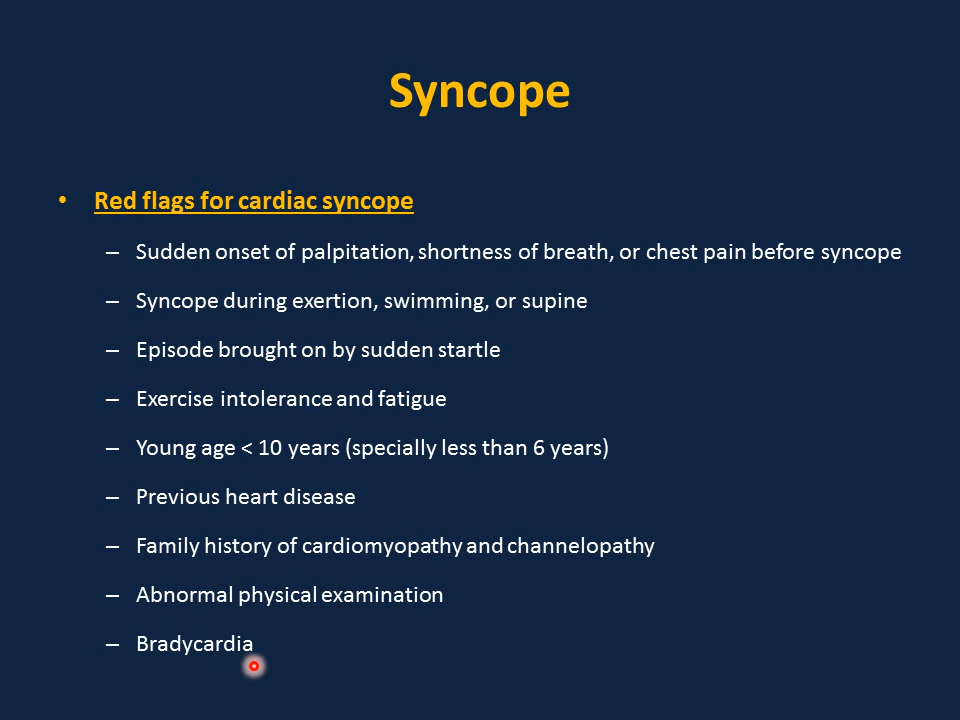 Syncope
• Red flags for cardiac syncope
– Sudden onset of palpitation, shortness of breath, or chest pain before syncope
– Syncope during exertion, swimming, or supine
– Episode brought on by sudden startle
– Exercise intolerance and fatigue
– Young age < 10 years (specially less than 6 years)
– Previous heart disease
– Family history of cardiomyopathy and channelopathy
– Abnormal physical examination
– Bradycardia